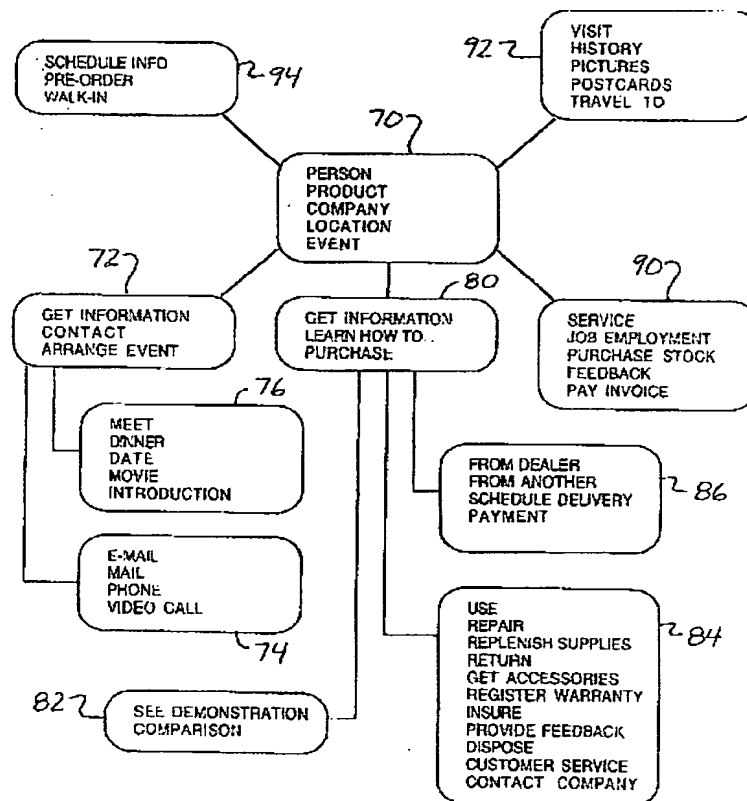 SCHEDULE INFO
PRE-ORDER
WALK-IN
94
92
VISIT
HISTORY
PICTURES
POSTCARDS
TRAVEL TO
70
PERSON
PRODUCT
COMPANY
LOCATION
EVENT
72
GET INFORMATION
CONTACT
ARRANGE EVENT
80
GET INFORMATION
LEARN HOW TO..
PURCHASE
90
SERVICE
JOB EMPLOYMENT
PURCHASE STOCK
FEEDBACK
PAY INVOICE
76
MEET
DINNER
DATE
MOVIE
INTRODUCTION
FROM DEALER
FROM ANOTHER
SCHEDULE DELIVERY
PAYMENT
86
E-MAIL
MAIL
PHONE
VIDEO CALL
74
USE
REPAIR
REPLENISH SUPPLIES
RETURN
GET ACCESSORIES
REGISTER WARRANTY
INSURE
PROVIDE FEEDBACK
DISPOSE
CUSTOMER SERVICE
CONTACT COMPANY
84
82
SEE DEMONSTRATION
COMPARISON